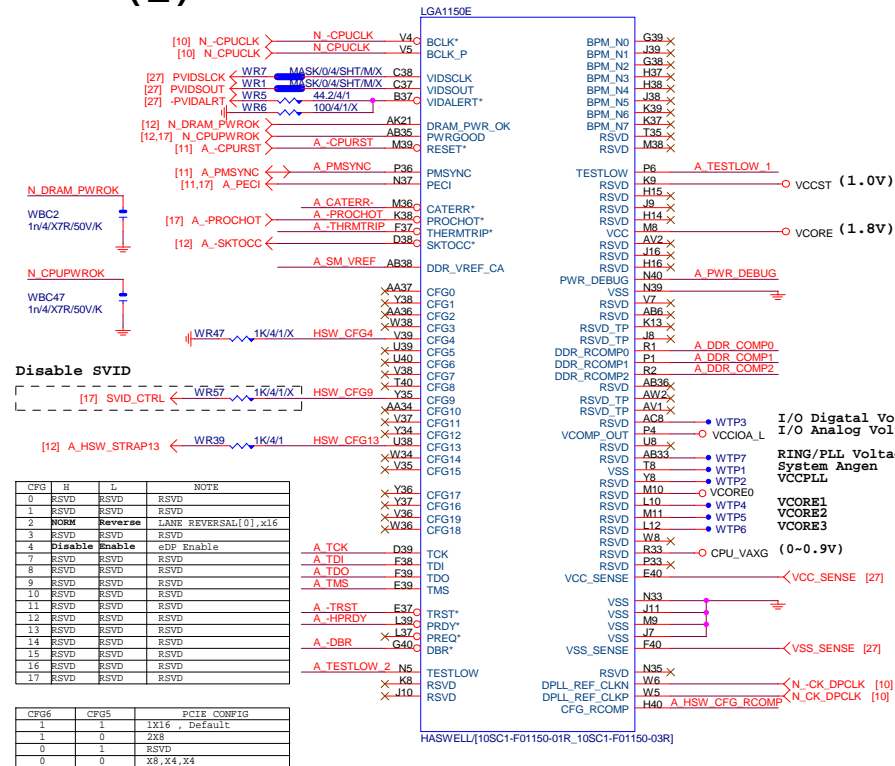 LGA1150E
[10] N_-CPUCLK N_-CPUCLK V4 BCLK*
[10] N_CPUCLK N_CPUCLK V5 BCLK_P
[27] PVIDSLCK WR7 MASK/0/4/SHT/M/X C38 VIDSCLK
[27] PVIDSOUT WR1 MASK/0/4/SHT/M/X C37 VIDSOUT
[27] -PVIDALRT WR5 44.2/4/1 B37 VIDALERT*
WR6 100/4/1/X
[12] N_DRAM_PWROK AK21 DRAM_PWR_OK
[12,17] N_CPUPWROK AB35 PWRGOOD
[11] A_-CPURST A_-CPURST M39 RESET*
[11] A_PMSYNC A_PMSYNC P36 PMSYNC
[11,17] A_PECI N37 PECI
A_CATERR- M36 CATERR*
[17] A_-PROCHOT A_-PROCHOT K38 PROCHOT*
A_-THRMTRIP F37 THERMTRIP*
[12] A_-SKTOCC D38 SKTOCC*
A_SM_VREF AB38 DDR_VREF_CA
N_DRAM_PWROK
WBC2
1n/4/X7R/50V/K
N_CPUPWROK
WBC47
1n/4/X7R/50V/K
AA37 CFG0
Y38 CFG1
AA36 CFG2
W38 CFG3
WR47 1K/4/1/X HSW_CFG4 V39 CFG4
U39 CFG5
U40 CFG6
V38 CFG7
T40 CFG8
Disable SVID
[17] SVID_CTRL WR57 1K/4/1/X HSW_CFG9 Y35 CFG9
AA34 CFG10
V37 CFG11
Y34 CFG12
[12] A_HSW_STRAP13 WR39 1K/4/1 HSW_CFG13 U38 CFG13
W34 CFG14
V35 CFG15
Y36 CFG17
Y37 CFG16
V36 CFG19
W36 CFG18
A_TCK D39 TCK
A_TDI F38 TDI
A_TDO F39 TDO
A_TMS E39 TMS
A_-TRST E37 TRST*
A_-HPRDY L39 PRDY*
L37 PREQ*
A_-DBR G40 DBR*
A_TESTLOW_2 N5 TESTLOW
K8 RSVD
J10 RSVD
BPM_N0 G39
BPM_N1 J39
BPM_N2 G38
BPM_N3 H37
BPM_N4 H38
BPM_N5 J38
BPM_N6 K39
BPM_N7 K37
RSVD T35
RSVD M38
TESTLOW P6 A_TESTLOW_1
RSVD K9 VCCST (1.0V)
RSVD H15
RSVD J9
RSVD H14
VCC M8 VCORE (1.8V)
RSVD AV2
RSVD J16
RSVD H16
PWR_DEBUG N40 A_PWR_DEBUG
VSS N39
RSVD V7
RSVD AB6
RSVD_TP K13
RSVD_TP J8
DDR_RCOMP0 R1 A_DDR_COMP0
DDR_RCOMP1 P1 A_DDR_COMP1
DDR_RCOMP2 R2 A_DDR_COMP2
RSVD AB36
RSVD_TP AW2
RSVD_TP AV1
RSVD AC8 WTP3 I/O Digatal Vo
VCOMP_OUT P4 VCCIOA_L I/O Analog Vol
RSVD U8
RSVD AB33 WTP7 RING/PLL Volta
VSS T8 WTP1 System Angen
RSVD Y8 WTP2 VCCPLL
RSVD M10 VCORE0
RSVD L10 WTP4 VCORE1
RSVD M11 WTP5 VCORE2
RSVD L12 WTP6 VCORE3
RSVD W8
RSVD R33 CPU_VAXG (0~0.9V)
RSVD P33
VCC_SENSE E40 VCC_SENSE [27]
VSS N33
VSS J11
VSS M9
VSS J7
VSS_SENSE F40 VSS_SENSE [27]
RSVD N35
DPLL_REF_CLKN W6 N_-CK_DPCLK [10]
DPLL_REF_CLKP W5 N_CK_DPCLK [10]
CFG_RCOMP H40 A_HSW_CFG_RCOMP
HASWELL/[10SC1-F01150-01R_10SC1-F01150-03R]
CFG H L NOTE
0 RSVD RSVD RSVD
1 RSVD RSVD RSVD
2 NORM Reverse LANE REVERSAL[0],x16
3 RSVD RSVD RSVD
4 Disable Enable eDP Enable
7 RSVD RSVD RSVD
8 RSVD RSVD RSVD
9 RSVD RSVD RSVD
10 RSVD RSVD RSVD
11 RSVD RSVD RSVD
12 RSVD RSVD RSVD
13 RSVD RSVD RSVD
14 RSVD RSVD RSVD
15 RSVD RSVD RSVD
16 RSVD RSVD RSVD
17 RSVD RSVD RSVD
CFG6 CFG5 PCIE CONFIG
1 1 1X16 , Default
1 0 2X8
0 1 RSVD
0 0 X8,X4,X4